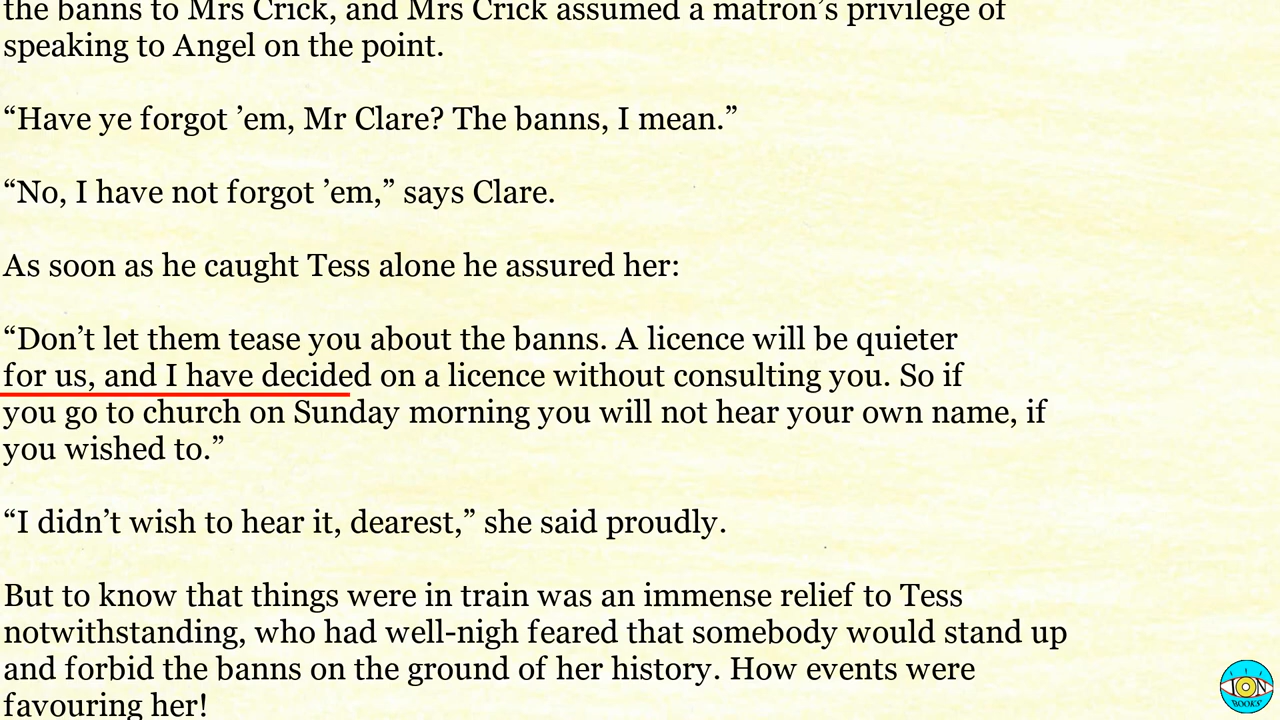 the banns to Mrs Crick, and Mrs Crick assumed a matron’s privilege of
speaking to Angel on the point.
“Have ye forgot ’em, Mr Clare? The banns, I mean.”
“No, I have not forgot ’em,” says Clare.
As soon as he caught Tess alone he assured her:
“Don’t let them tease you about the banns. A licence will be quieter
for us, and I have decided on a licence without consulting you. So if
you go to church on Sunday morning you will not hear your own name, if
you wished to.”
“I didn’t wish to hear it, dearest,” she said proudly.
But to know that things were in train was an immense relief to Tess
notwithstanding, who had well-nigh feared that somebody would stand up
and forbid the banns on the ground of her history. How events were
favouring her!
ION
BOOKS